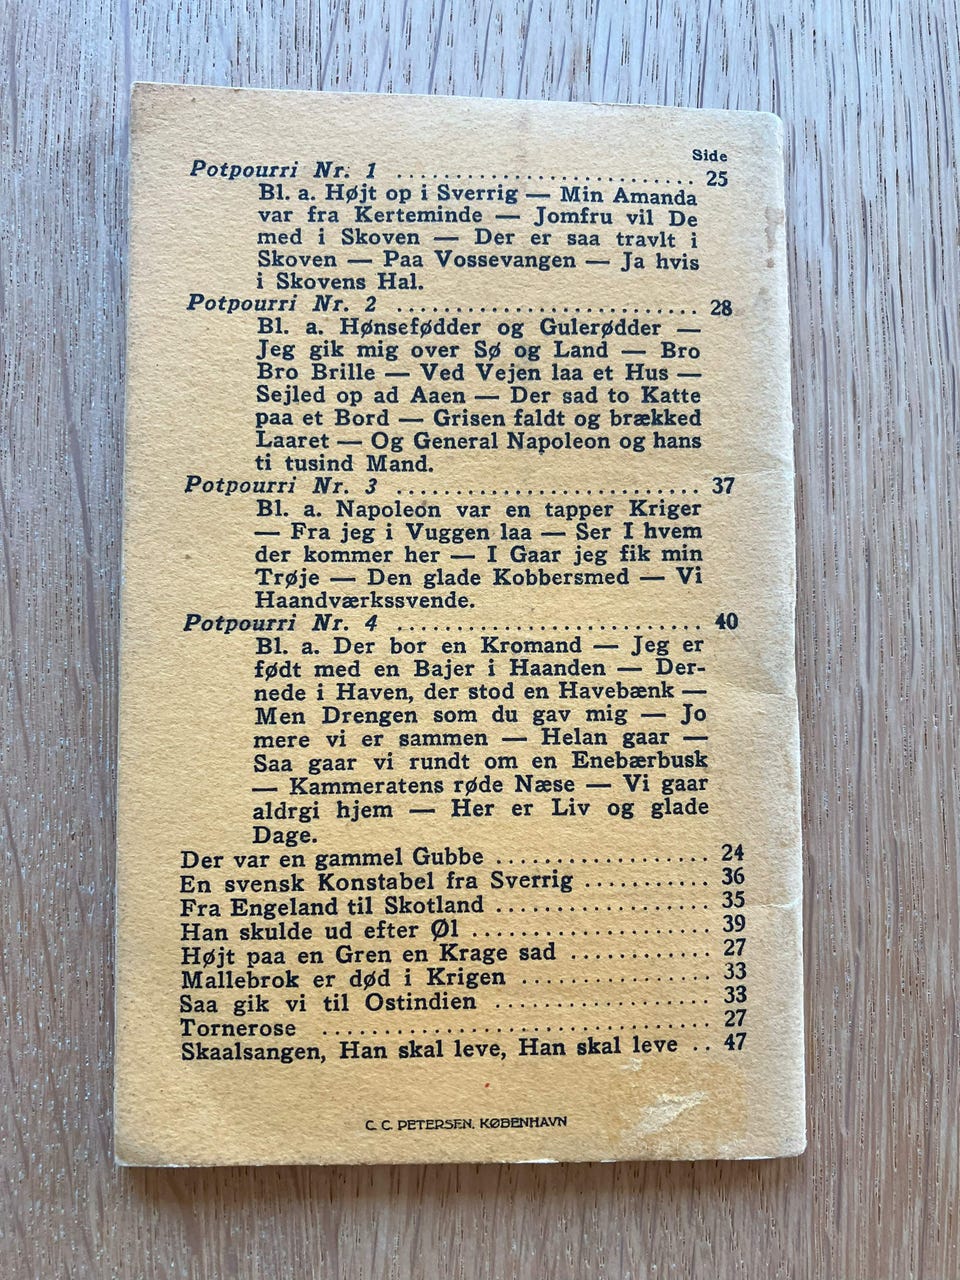 Side
Potpourri Nr. 1 .............................. 25
Bl. a. Højt op i Sverrig — Min Amanda
var fra Kerteminde — Jomfru vil De
med i Skoven — Der er saa travlt i
Skoven — Paa Vossevangen — Ja hvis
i Skovens Hal.
Potpourri Nr. 2 .............................. 28
Bl. a. Hønsefødder og Gulerødder —
Jeg gik mig over Sø og Land — Bro
Bro Brille — Ved Vejen laa et Hus —
Sejled op ad Aaen — Der sad to Katte
paa et Bord — Grisen faldt og brækked
Laaret — Og General Napoleon og hans
ti tusind Mand.
Potpourri Nr. 3 .............................. 37
Bl. a. Napoleon var en tapper Kriger
— Fra jeg i Vuggen laa — Ser I hvem
der kommer her — I Gaar jeg fik min
Trøje — Den glade Kobbersmed — Vi
Haandværkssvende.
Potpourri Nr. 4 .............................. 40
Bl. a. Der bor en Kromand — Jeg er
født med en Bajer i Haanden — Der-
nede i Haven, der stod en Havebænk —
Men Drengen som du gav mig — Jo
mere vi er sammen — Helan gaar —
Saa gaar vi rundt om en Enebærbusk
— Kammeratens røde Næse — Vi gaar
aldrgi hjem — Her er Liv og glade
Dage.
Der var en gammel Gubbe .................. 24
En svensk Konstabel fra Sverrig ........... 36
Fra Engeland til Skotland .................. 35
Han skulde ud efter Øl .................... 39
Højt paa en Gren en Krage sad ............ 27
Mallebrok er død i Krigen ................ 33
Saa gik vi til Ostindien .................. 33
Tornerose ................................ 27
Skaalsangen, Han skal leve, Han skal leve .. 47
C. C. PETERSEN, KØBENHAVN